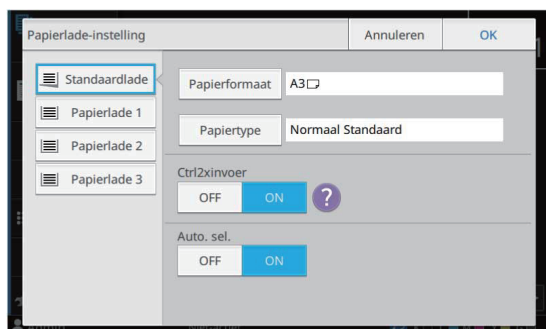 Papierlade-instelling
Annuleren
OK
Standaardlade
Papierlade 1
Papierlade 2
Papierlade 3
Papierformaat
A3
Papiertype
Normaal Standaard
Ctrl2xinvoer
OFF
ON
?
Auto. sel.
OFF
ON